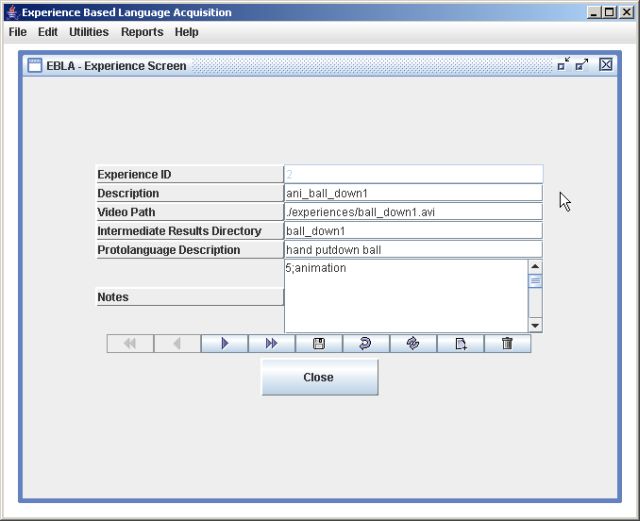 Experience Based Language Acquisition
File Edit Utilities Reports Help
EBLA - Experience Screen
Experience ID 2
Description ani_ball_down1
Video Path ./experiences/ball_down1.avi
Intermediate Results Directory ball_down1
Protolanguage Description hand putdown ball
5;animation
Notes
Close